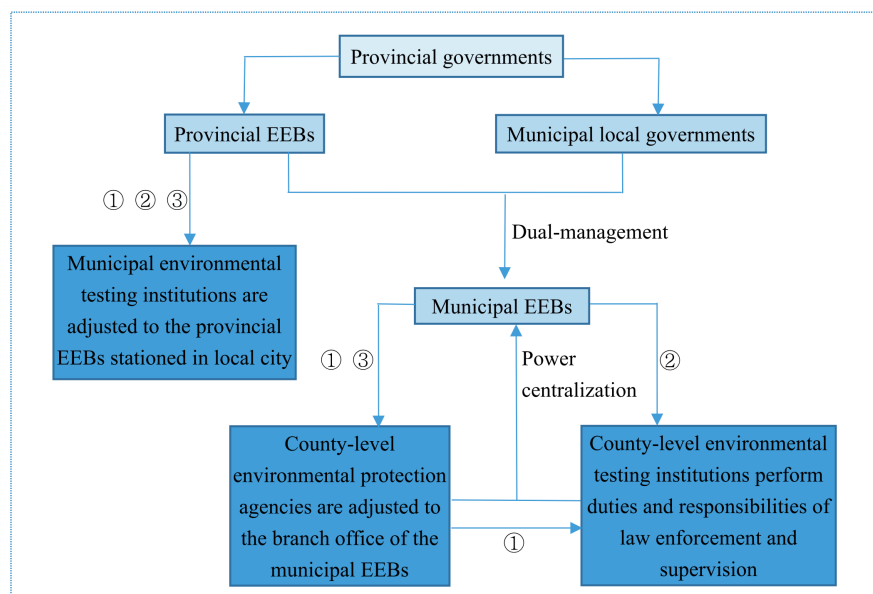 Provincial governments
Provincial EEBs
Municipal local governments
① ② ③
Dual-management
Municipal environmental
testing institutions are
adjusted to the provincial
EEBs stationed in local city
Municipal EEBs
① ③
Power
centralization
②
County-level
environmental protection
agencies are adjusted to
the branch office of the
municipal EEBs
County-level environmental
testing institutions perform
duties and responsibilities of
law enforcement and
supervision
①